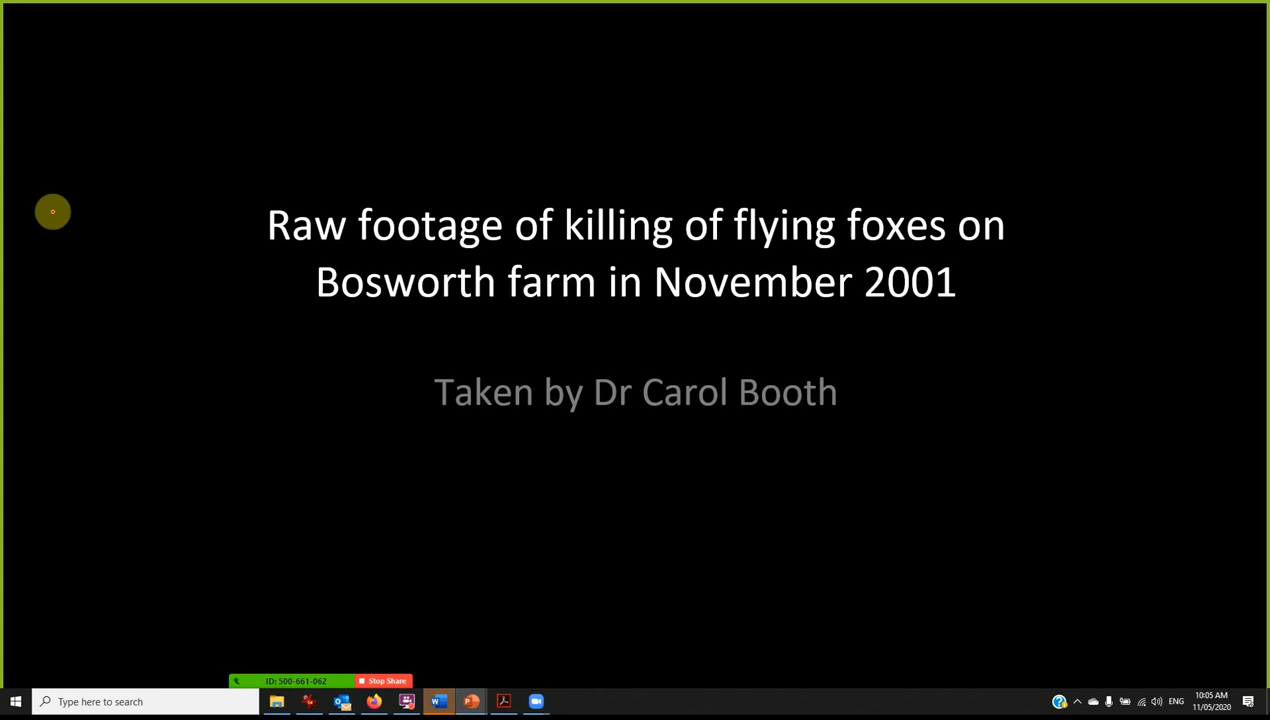 Raw footage of killing of flying foxes on
Bosworth farm in November 2001
Taken by Dr Carol Booth
ID: 500-661-062
Stop Share
Type here to search
ENG
10:05 AM
11/05/2020